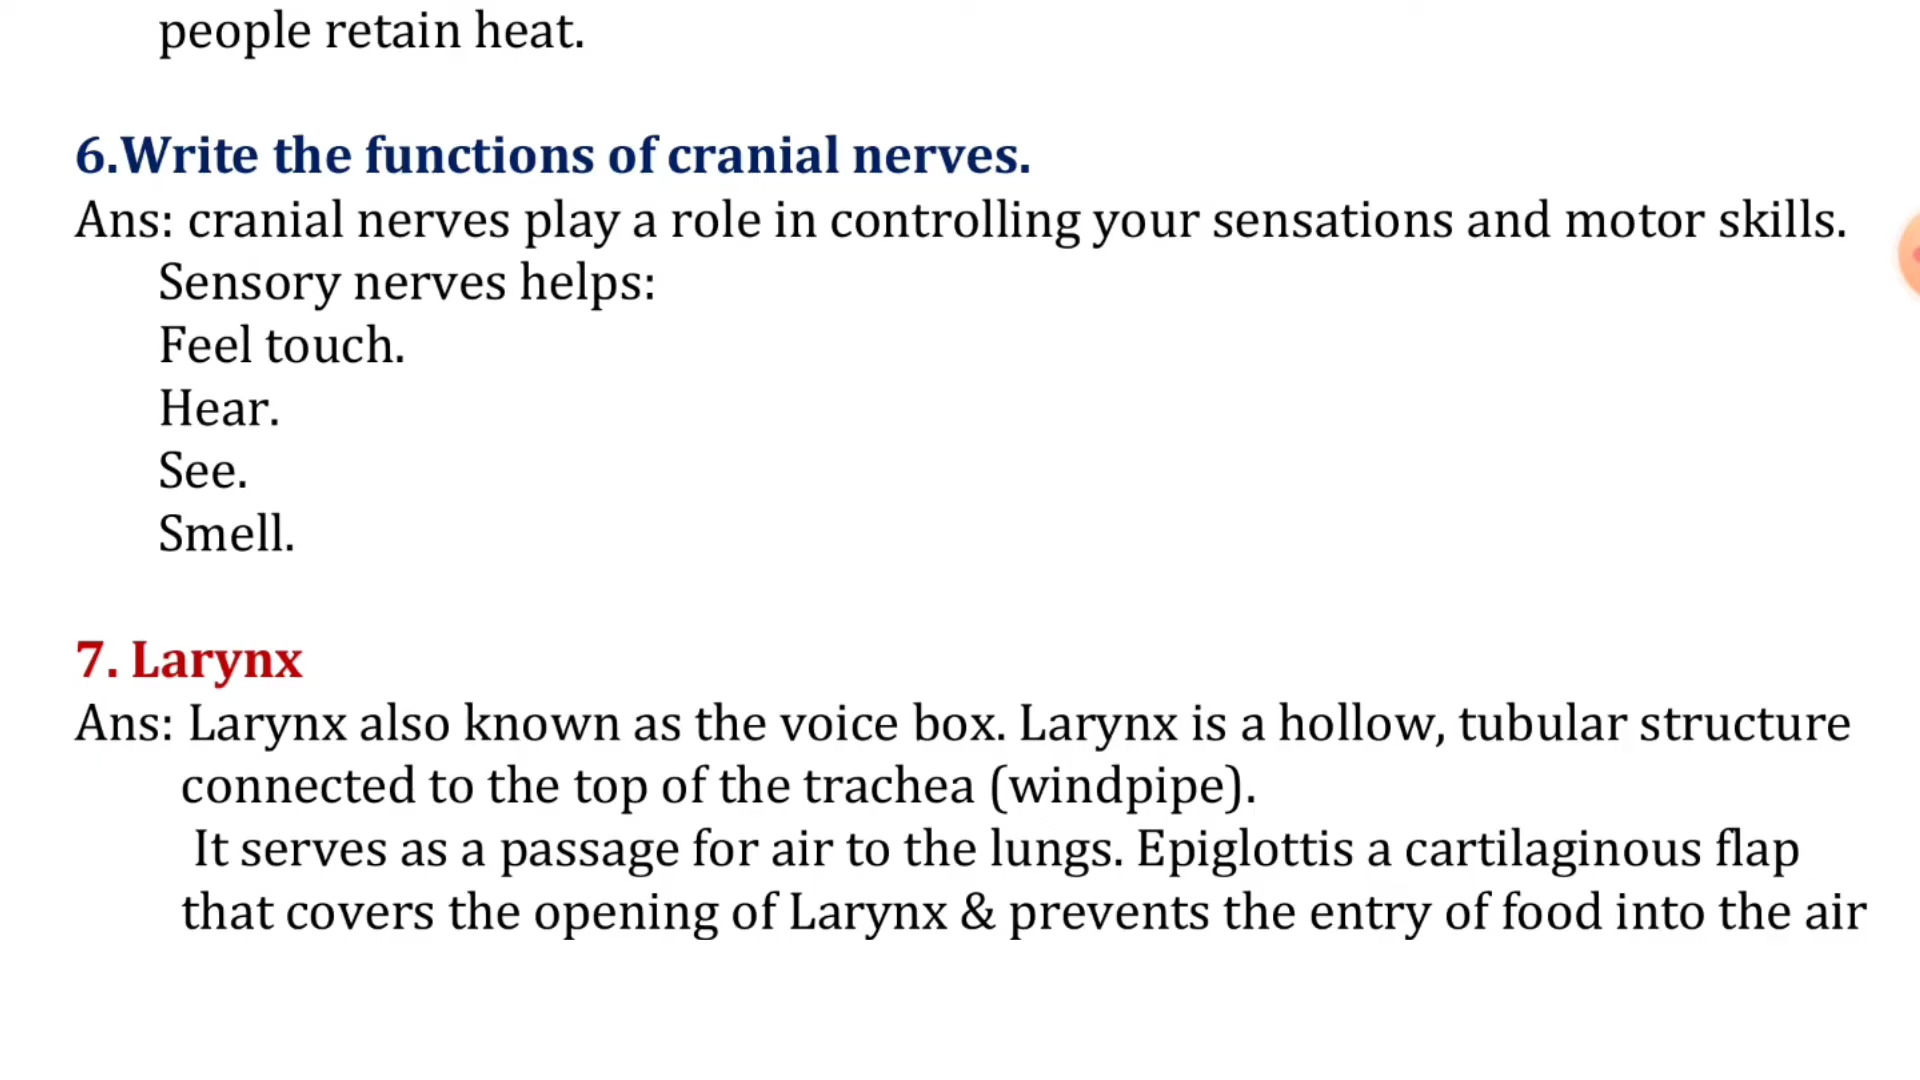 people retain heat.
6.Write the functions of cranial nerves.
Ans: cranial nerves play a role in controlling your sensations and motor skills.
Sensory nerves helps:
Feel touch.
Hear.
See.
Smell.
7. Larynx
Ans: Larynx also known as the voice box. Larynx is a hollow, tubular structure
connected to the top of the trachea (windpipe).
It serves as a passage for air to the lungs. Epiglottis a cartilaginous flap
that covers the opening of Larynx & prevents the entry of food into the air